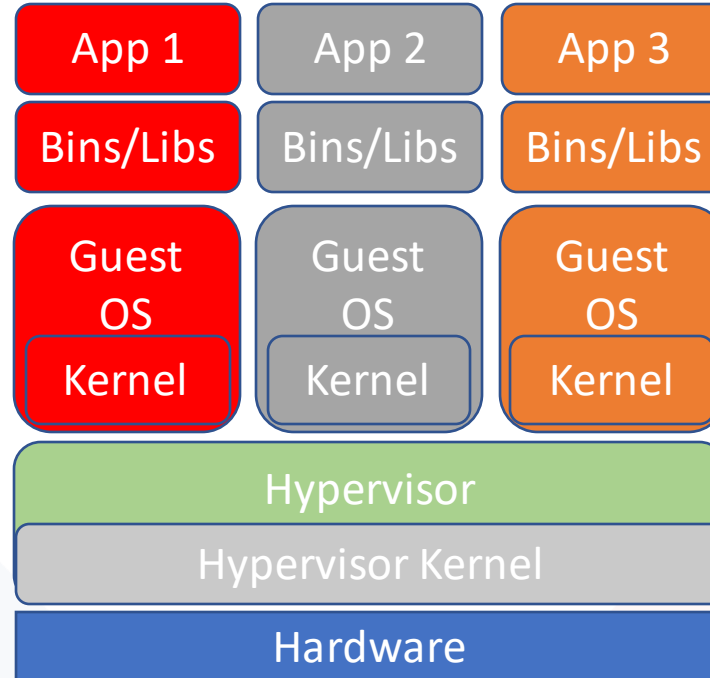 App 1
App 2
App 3
Bins/Libs
Bins/Libs
Bins/Libs
Guest
OS
Kernel
Guest
OS
Kernel
Guest
OS
Kernel
Hypervisor
Hypervisor Kernel
Hardware